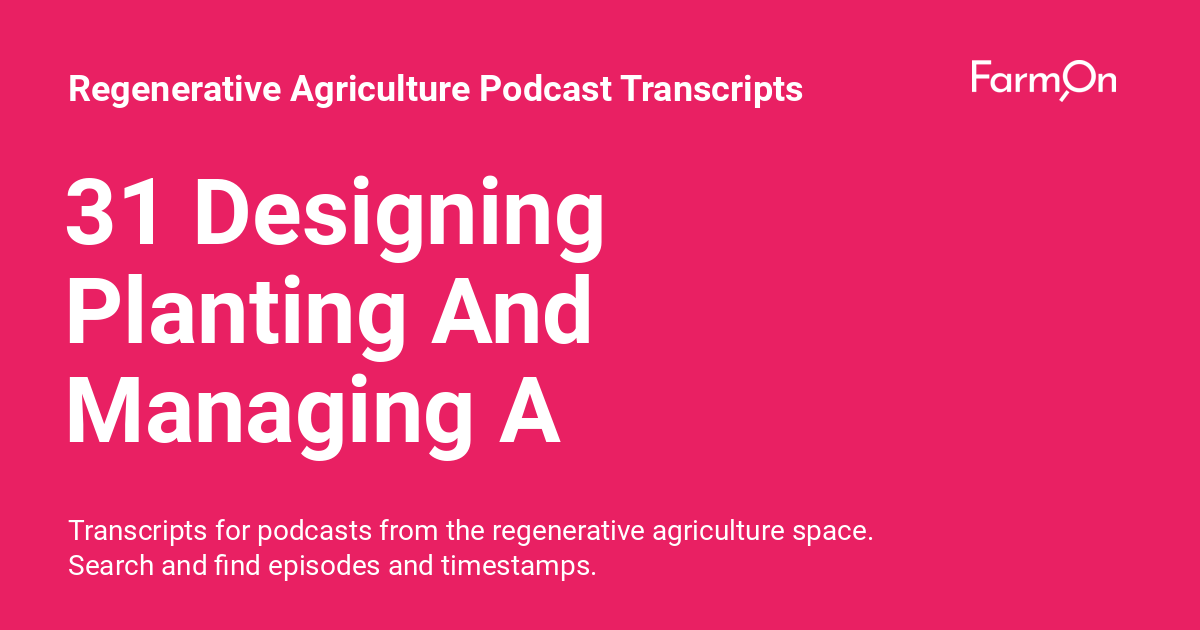 Regenerative Agriculture Podcast Transcripts
FarmOn
31 Designing
Planting And
Managing A
Transcripts for podcasts from the regenerative agriculture space.
Search and find episodes and timestamps.